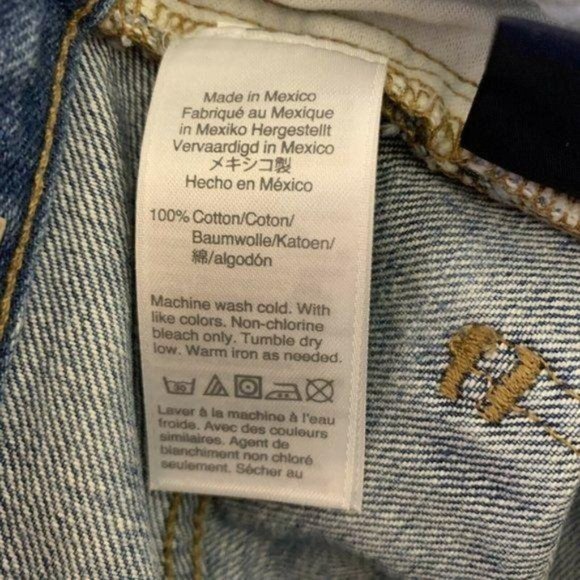 Made in Mexico
Fabriqué au Mexique
in Mexiko Hergestellt
Vervaardigd in Mexico
メキシコ製
Hecho en México
100% Cotton/Coton/
Baumwolle/Katoen/
綿/algodón
Machine wash cold. With
like colors. Non-chlorine
bleach only. Tumble dry
low. Warm iron as needed.
30
Laver à la machine à l'eau
froide. Avec des couleurs
similaires. Agent de
blanchiment non chloré
seulement. Sécher au